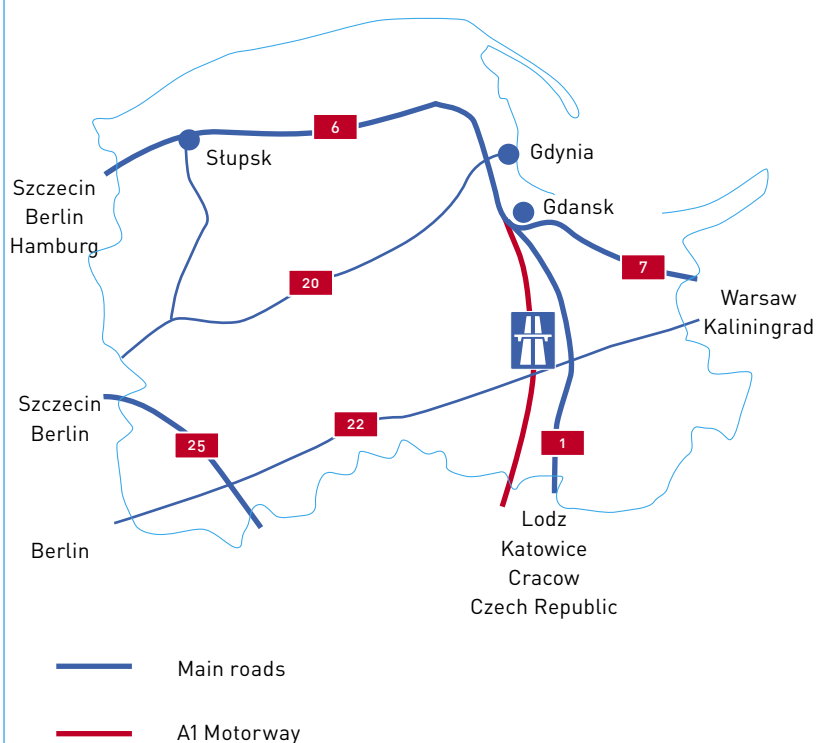 6
Słupsk
Gdynia
Szczecin
Berlin
Hamburg
Gdansk
7
20
Warsaw
Kaliningrad
Szczecin
Berlin
22
25
1
Lodz
Katowice
Cracow
Czech Republic
Berlin
Main roads
A1 Motorway